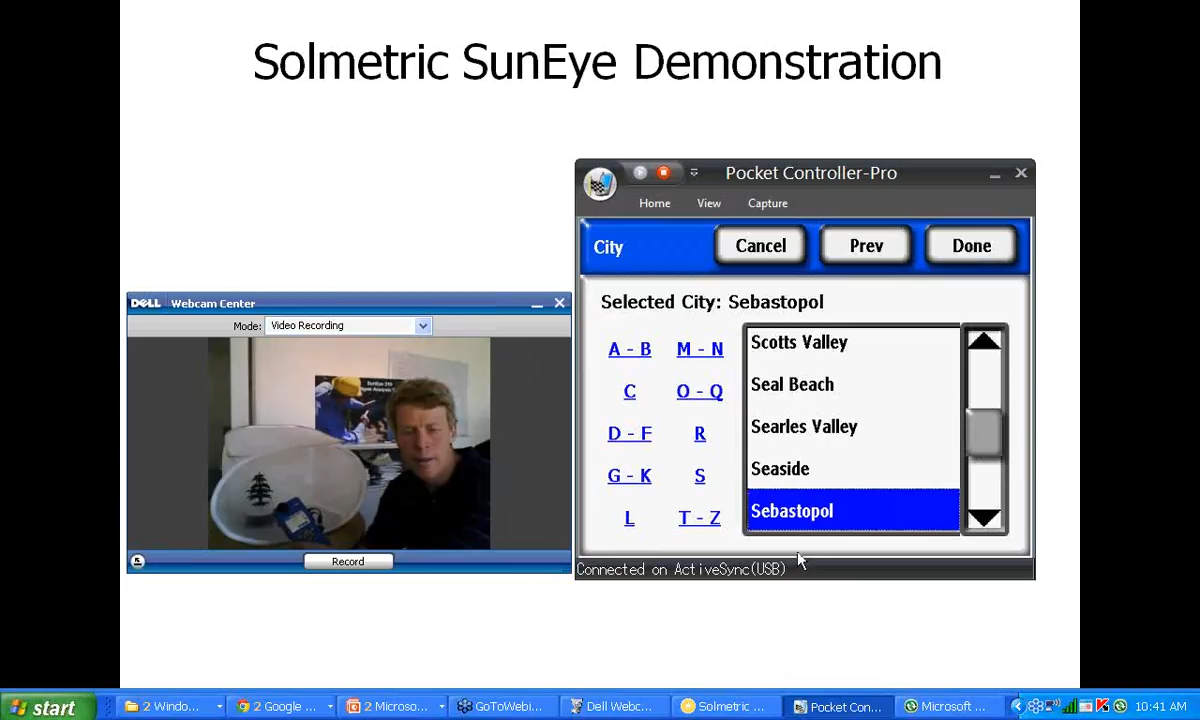 Solmetric SunEye Demonstration
Pocket Controller-Pro
Home View Capture
City Cancel Prev Done
Selected City: Sebastopol
A - B M - N
C O - Q
D - F R
G - K S
L T - Z
Scotts Valley
Seal Beach
Searles Valley
Seaside
Sebastopol
Connected on ActiveSync(USB)
DELL Webcam Center
Mode: Video Recording
SunEye 210
Record
start 2 Windo... 2 Google ... 2 Microso... GoToWebi... Dell Webc... Solmetric ... Pocket Con... Microsoft ... 10:41 AM